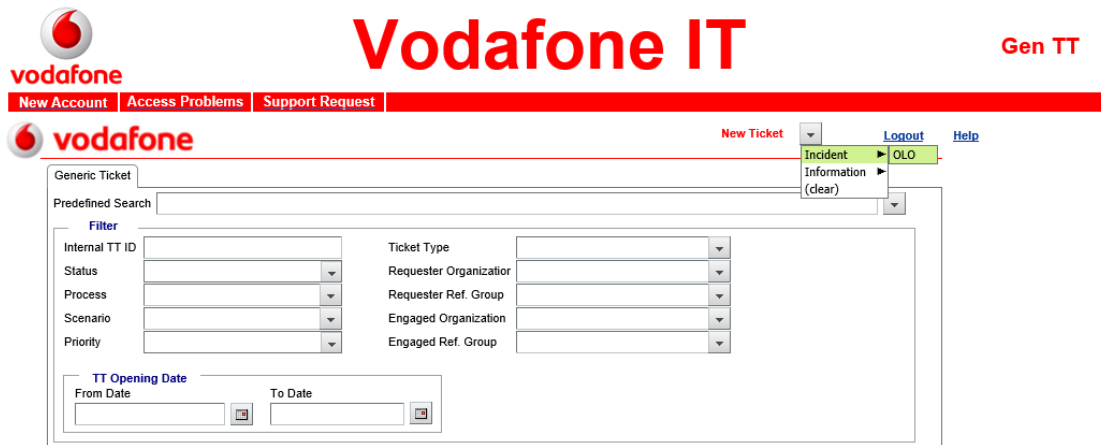 Vodafone IT
Gen TT
vodafone
New Account Access Problems Support Request
vodafone
New Ticket Logout Help
Incident OLO
Information
(clear)
Generic Ticket
Predefined Search
Filter
Internal TT ID Ticket Type
Status Requester Organizatior
Process Requester Ref. Group
Scenario Engaged Organization
Priority Engaged Ref. Group
TT Opening Date
From Date To Date